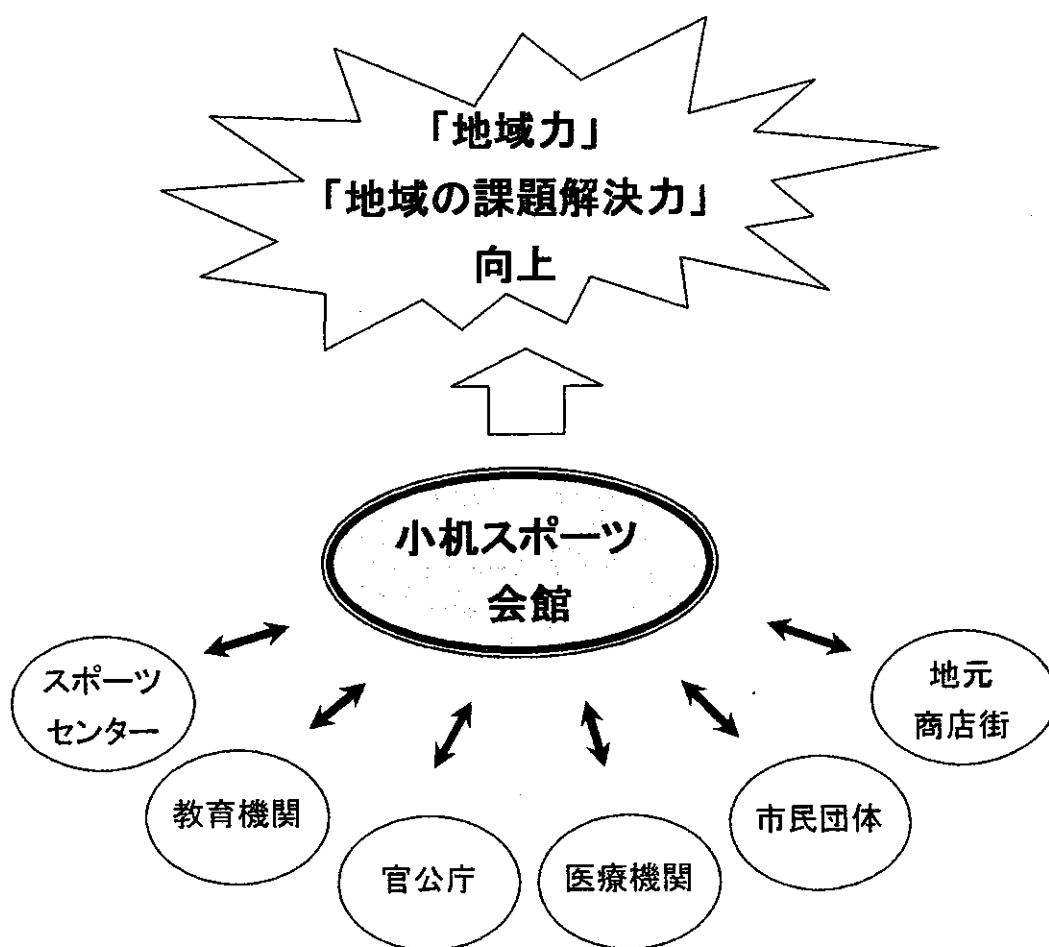 「地域力」
「地域の課題解決力」
向上
小机スポーツ
会館
スポーツ
センター
教育機関
官公庁
医療機関
市民団体
地元
商店街